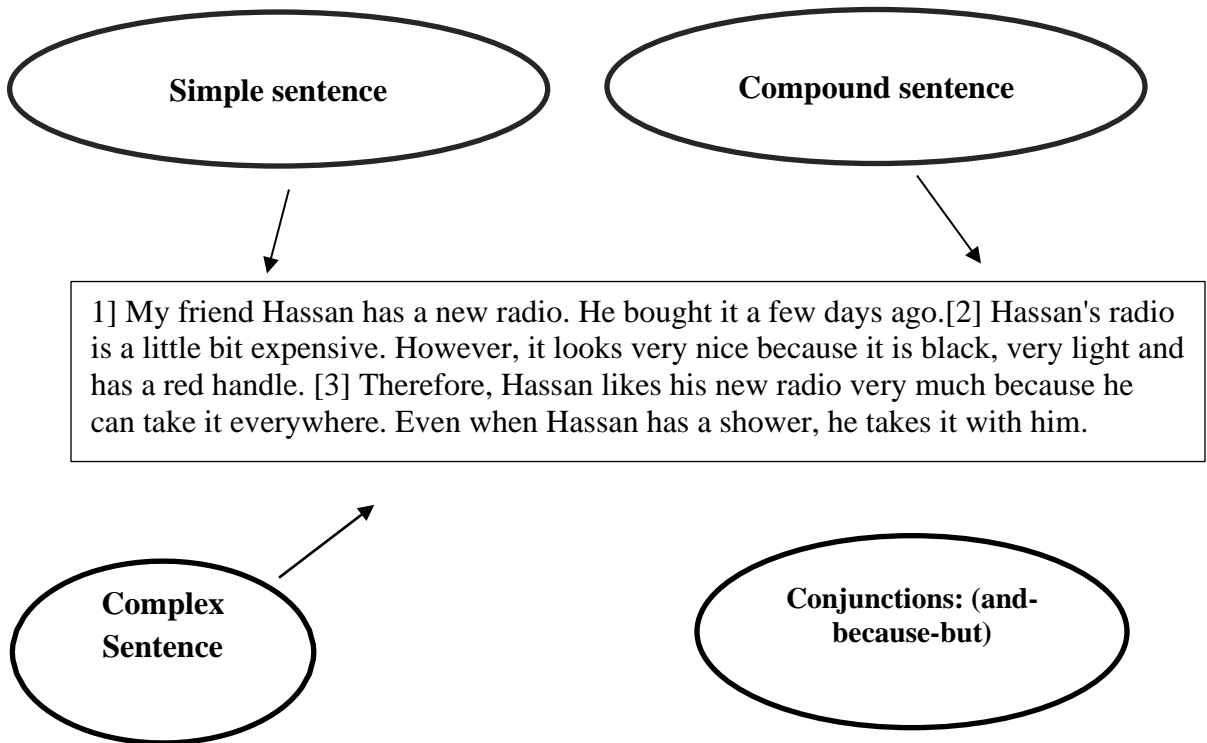 Simple sentence
Compound sentence
1] My friend Hassan has a new radio. He bought it a few days ago.[2] Hassan's radio
is a little bit expensive. However, it looks very nice because it is black, very light and
has a red handle. [3] Therefore, Hassan likes his new radio very much because he
can take it everywhere. Even when Hassan has a shower, he takes it with him.
Complex
Sentence
Conjunctions: (and-
because-but)